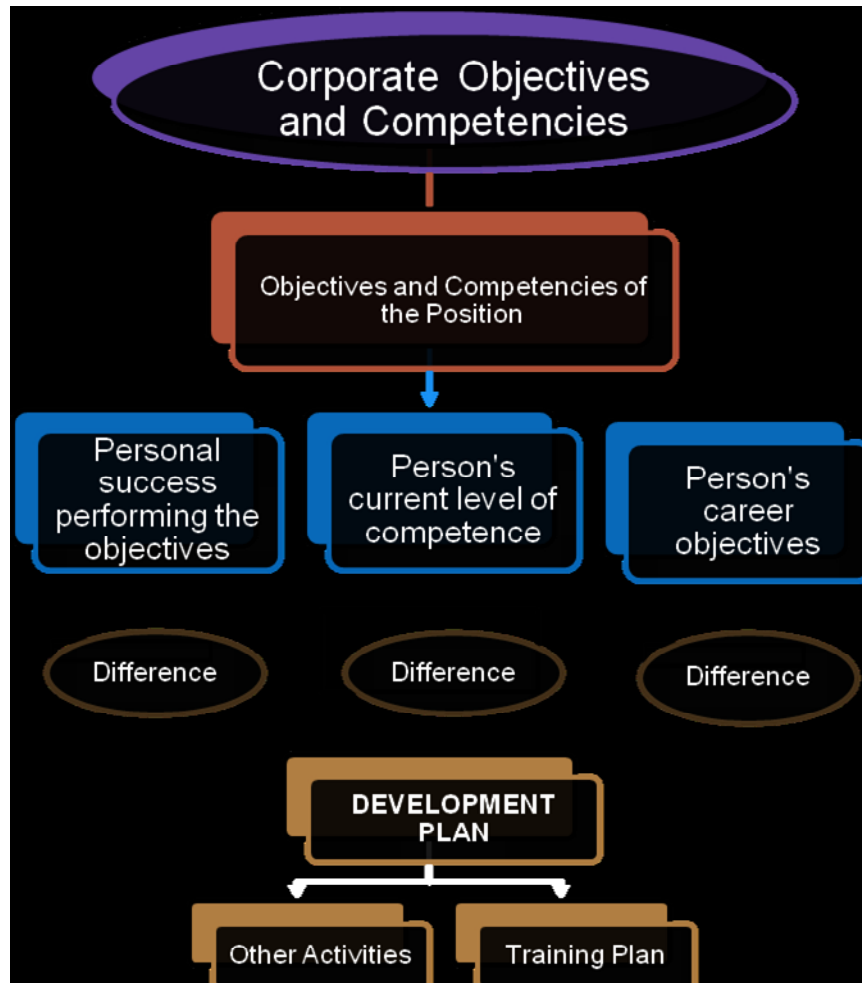 Corporate Objectives
and Competencies
Objectives and Competencies of
the Position
Personal
success
performing the
objectives
Person's
current level of
competence
Person's
career
objectives
Difference
Difference
Difference
DEVELOPMENT
PLAN
Other Activities
Training Plan